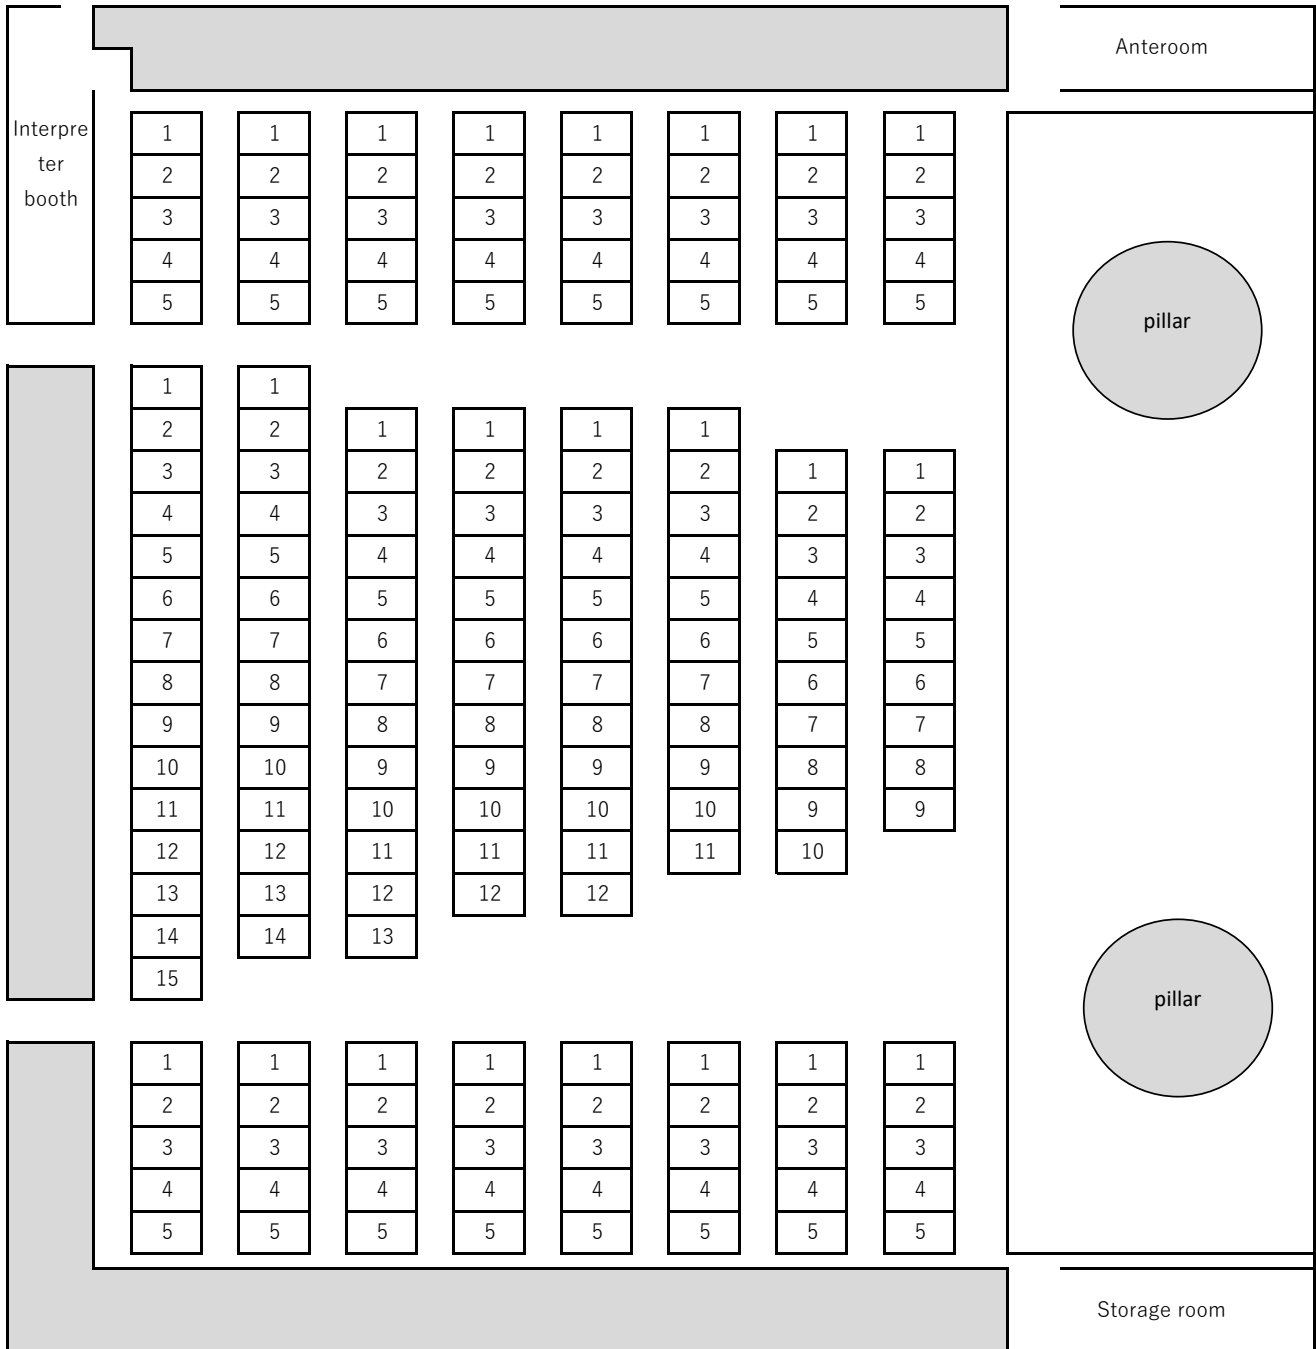 Anteroom
Interpre
ter
booth
1 1 1 1 1 1 1 1
2 2 2 2 2 2 2 2
3 3 3 3 3 3 3 3
4 4 4 4 4 4 4 4
5 5 5 5 5 5 5 5
pillar
1 1
2 2 1 1 1 1
3 3 2 2 2 2 1 1
4 4 3 3 3 3 2 2
5 5 4 4 4 4 3 3
6 6 5 5 5 5 4 4
7 7 6 6 6 6 5 5
8 8 7 7 7 7 6 6
9 9 8 8 8 8 7 7
10 10 9 9 9 9 8 8
11 11 10 10 10 10 9 9
12 12 11 11 11 11 10
13 13 12 12 12
14 14 13
15
pillar
1 1 1 1 1 1 1 1
2 2 2 2 2 2 2 2
3 3 3 3 3 3 3 3
4 4 4 4 4 4 4 4
5 5 5 5 5 5 5 5
Storage room